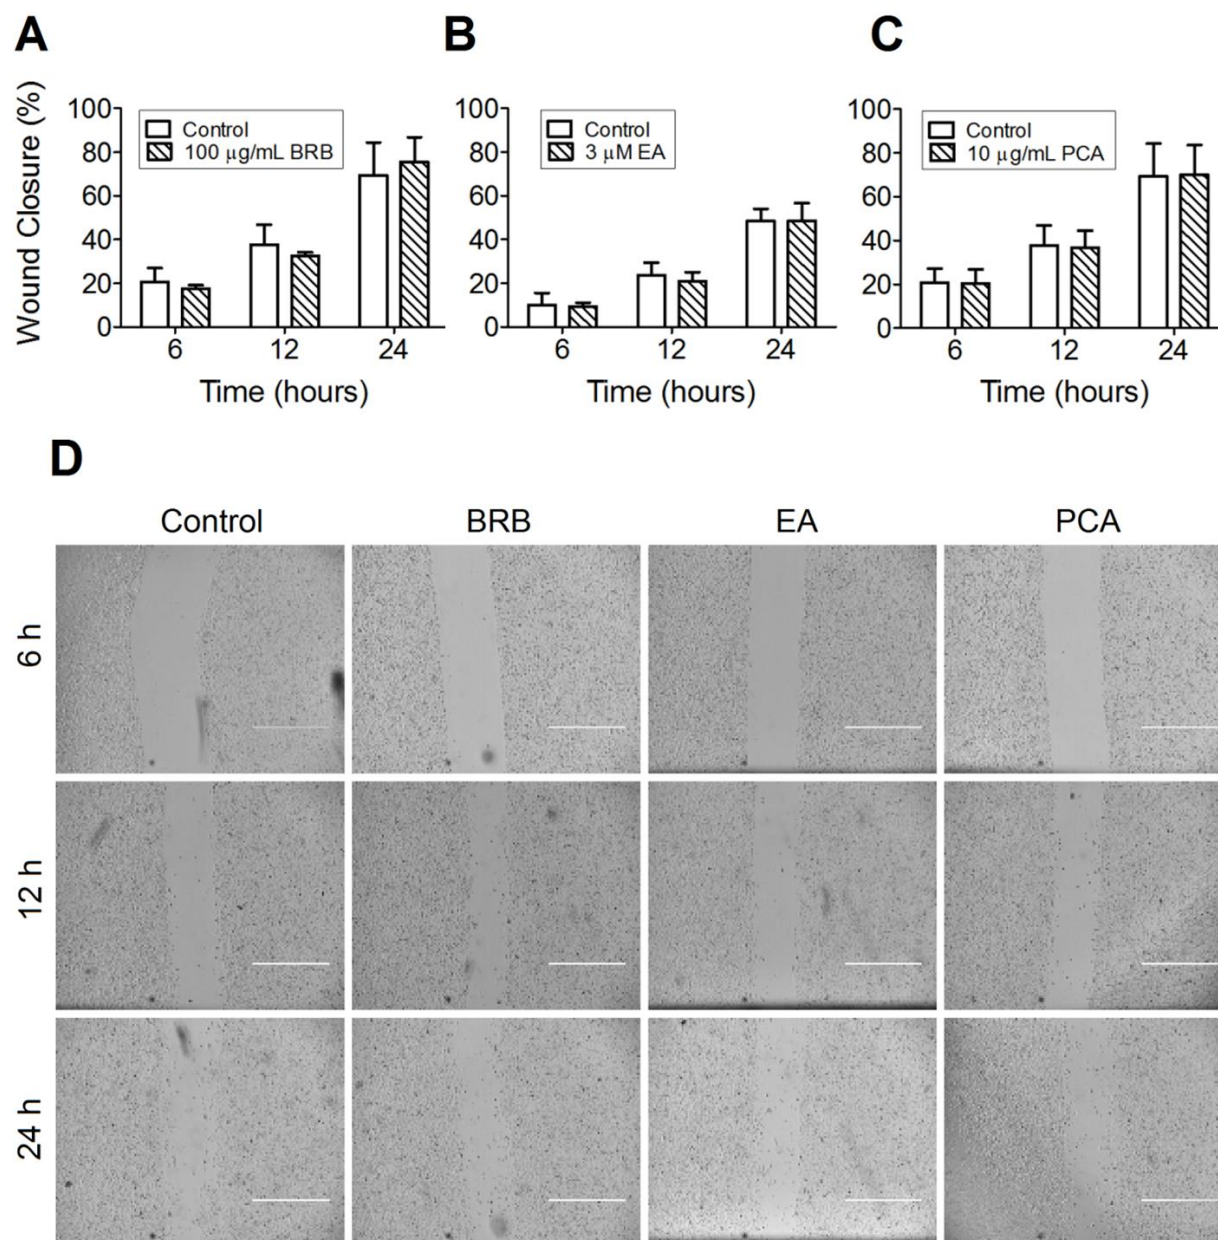 A
B
C
Wound Closure (%)
100
80
60
40
20
0
Control
100 μg/mL BRB
6
12
24
Time (hours)
100
80
60
40
20
0
Control
3 μM EA
6
12
24
Time (hours)
100
80
60
40
20
0
Control
10 μg/mL PCA
6
12
24
Time (hours)
D
Control
BRB
EA
PCA
6 h
12 h
24 h